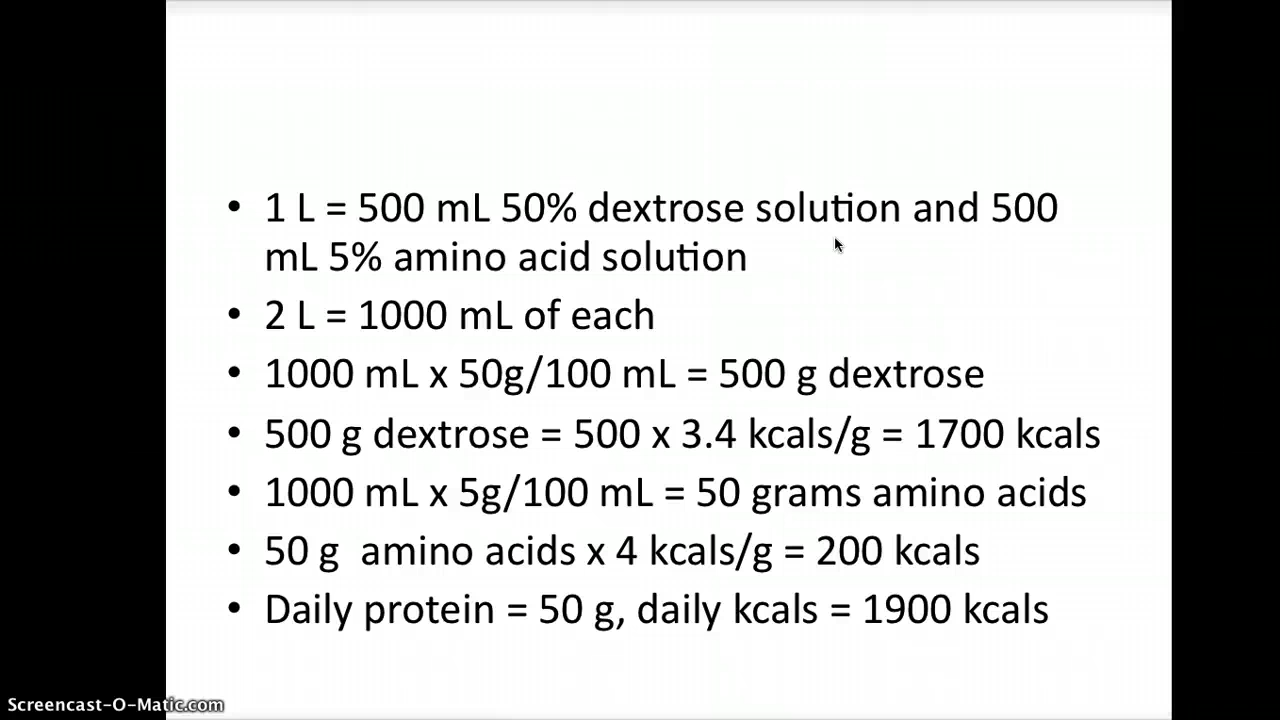 • 1 L = 500 mL 50% dextrose solution and 500
mL 5% amino acid solution
• 2 L = 1000 mL of each
• 1000 mL x 50g/100 mL = 500 g dextrose
• 500 g dextrose = 500 x 3.4 kcals/g = 1700 kcals
• 1000 mL x 5g/100 mL = 50 grams amino acids
• 50 g  amino acids x 4 kcals/g = 200 kcals
• Daily protein = 50 g, daily kcals = 1900 kcals
Screencast-O-Matic.com